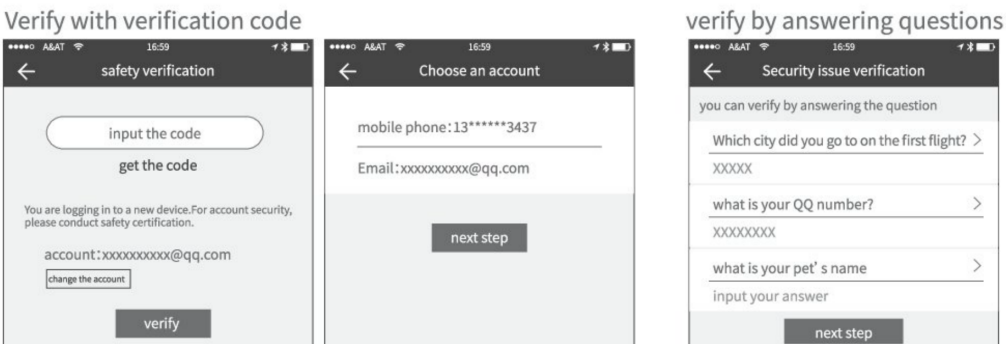 Verify with verification code
A&AT 16:59
safety verification
input the code
get the code
You are logging in to a new device.For account security,
please conduct safety certification.
account:xxxxxxxxxx@qq.com
change the account
verify
A&AT 16:59
Choose an account
mobile phone:13******3437
Email:xxxxxxxxxx@qq.com
next step
verify by answering questions
A&AT 16:59
Security issue verification
you can verify by answering the question
Which city did you go to on the first flight? >
XXXXX
what is your QQ number? >
XXXXXXXX
what is your pet's name >
input your answer
next step